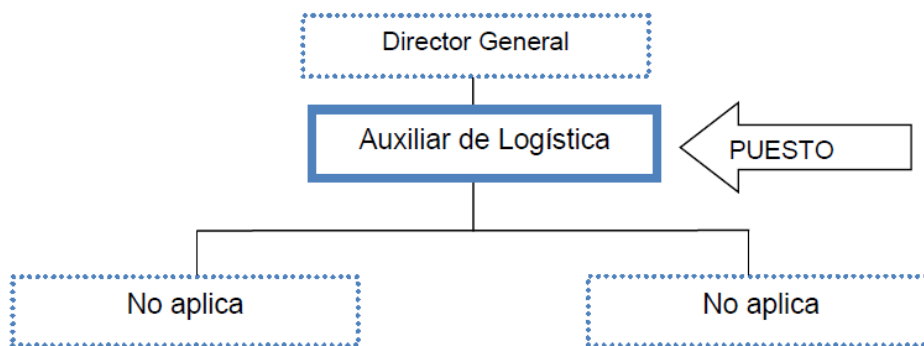 Director General
Auxiliar de Logística
PUESTO
No aplica
No aplica